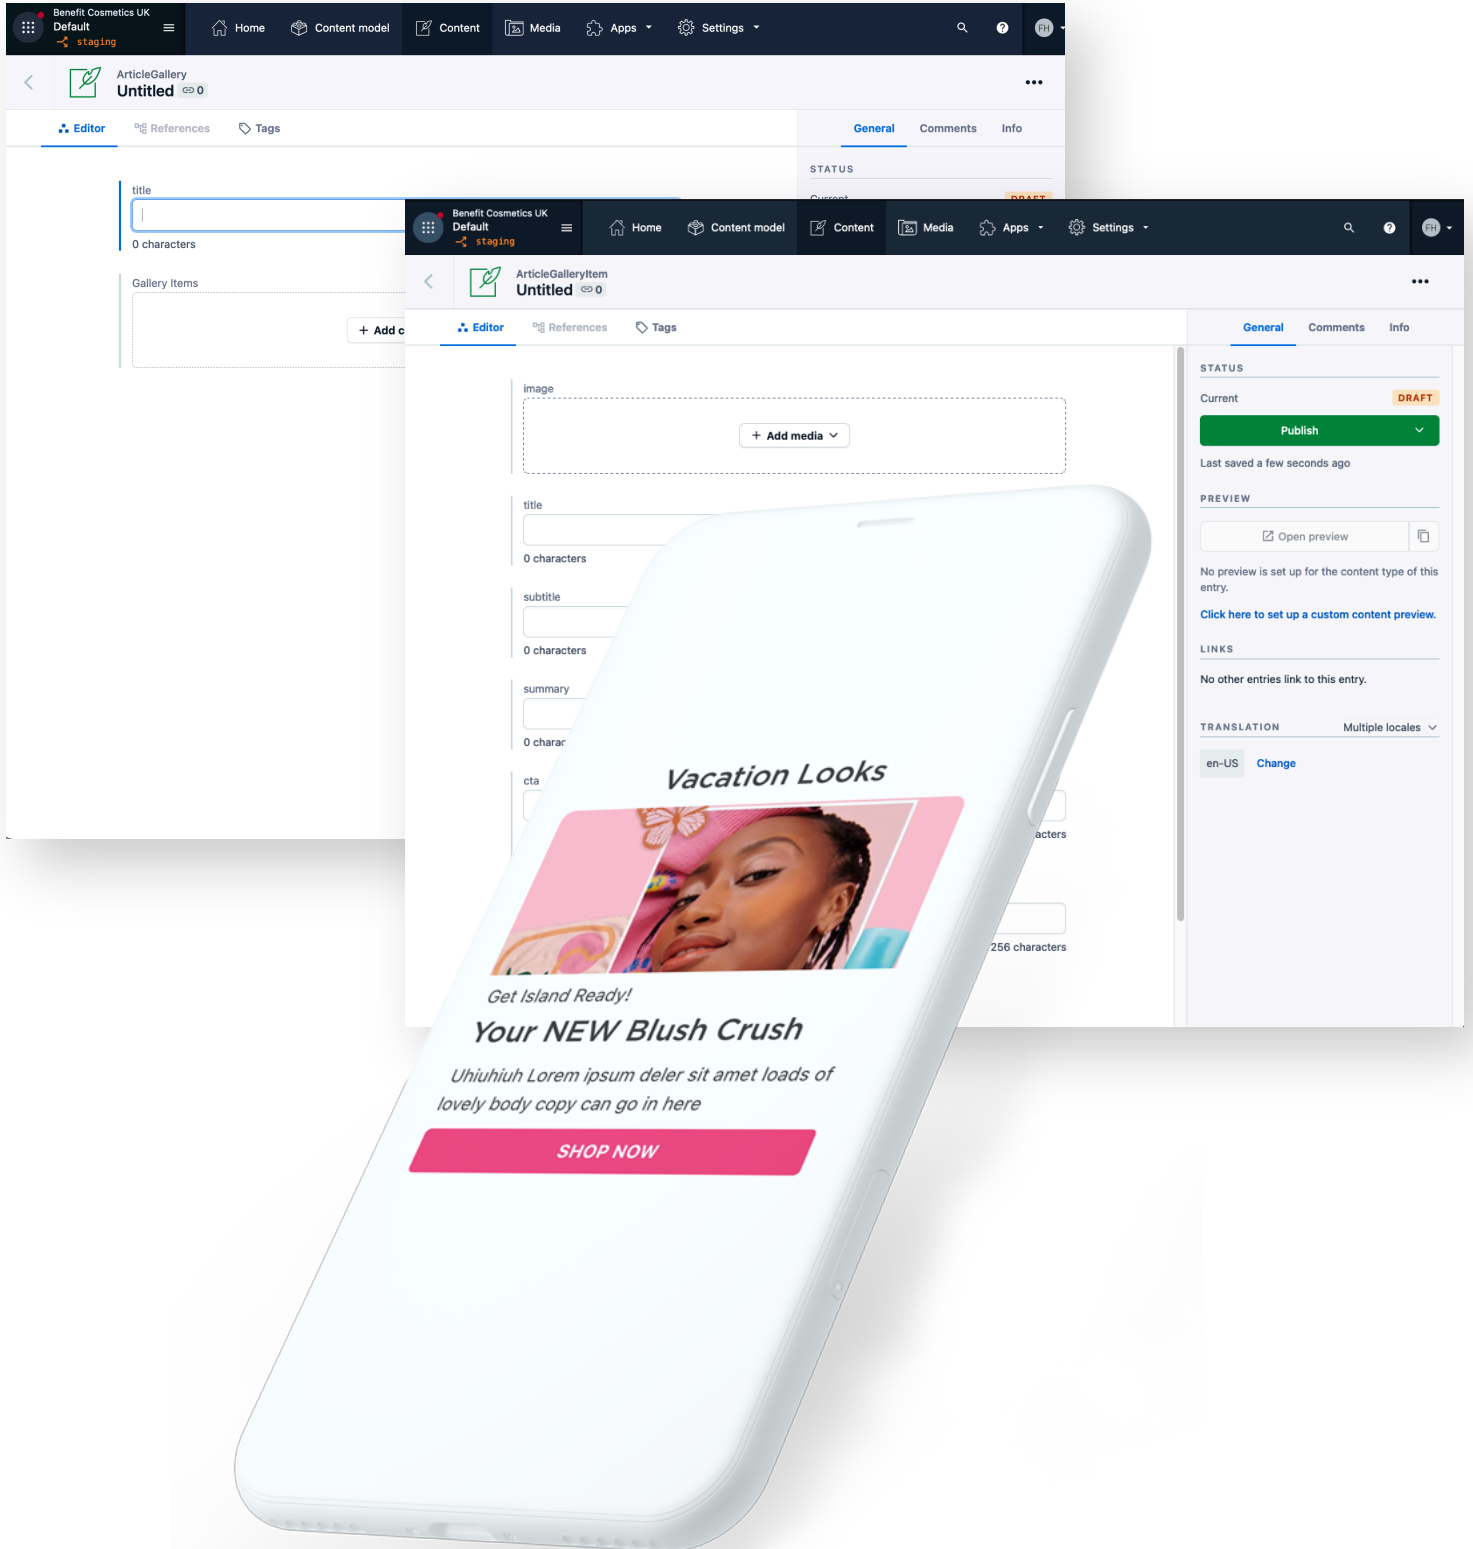 Benefit Cosmetics UK
Default
staging
Home
Content model
Content
Media
Apps
Settings
FH
ArticleGallery
Untitled 0
Editor
References
Tags
General
Comments
Info
STATUS
Current
DRAFT
title
0 characters
Gallery Items
+ Add c
Benefit Cosmetics UK
Default
staging
Home
Content model
Content
Media
Apps
Settings
FH
ArticleGalleryItem
Untitled 0
Editor
References
Tags
General
Comments
Info
image
+ Add media
title
0 characters
subtitle
0 characters
summary
0 charac
cta
acters
256 characters
STATUS
Current
DRAFT
Publish
Last saved a few seconds ago
PREVIEW
Open preview
No preview is set up for the content type of this
entry.
Click here to set up a custom content preview.
LINKS
No other entries link to this entry.
TRANSLATION
Multiple locales
en-US
Change
Vacation Looks
Get Island Ready!
Your NEW Blush Crush
Uhiuhiuh Lorem ipsum deler sit amet loads of
lovely body copy can go in here
SHOP NOW